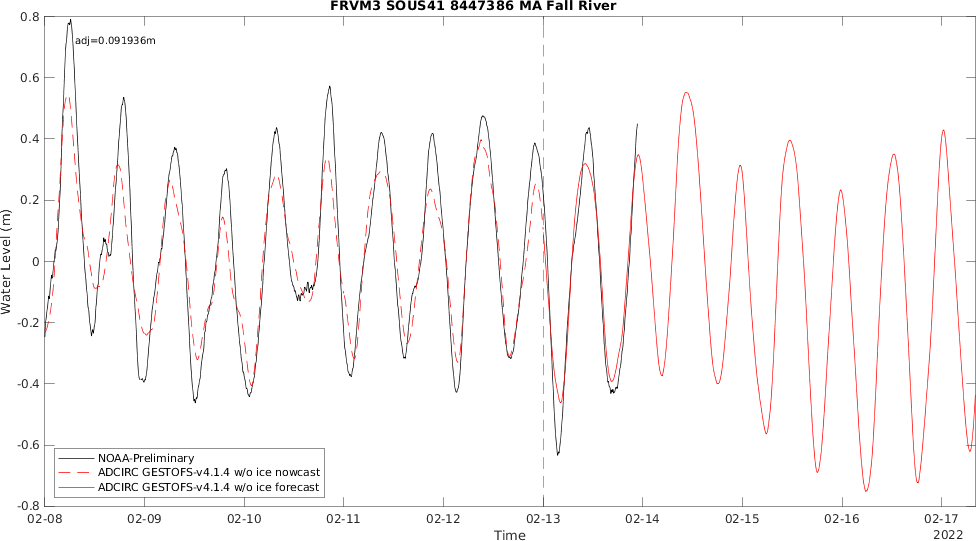 FRVM3 SOUS41 8447386 MA Fall River
adj=0.091936m
Water Level (m)
0.8
0.6
0.4
0.2
0
-0.2
-0.4
-0.6
-0.8
NOAA-Preliminary
ADCIRC GESTOFS-v4.1.4 w/o ice nowcast
ADCIRC GESTOFS-v4.1.4 w/o ice forecast
02-08 02-09 02-10 02-11 02-12 02-13 02-14 02-15 02-16 02-17
Time
2022